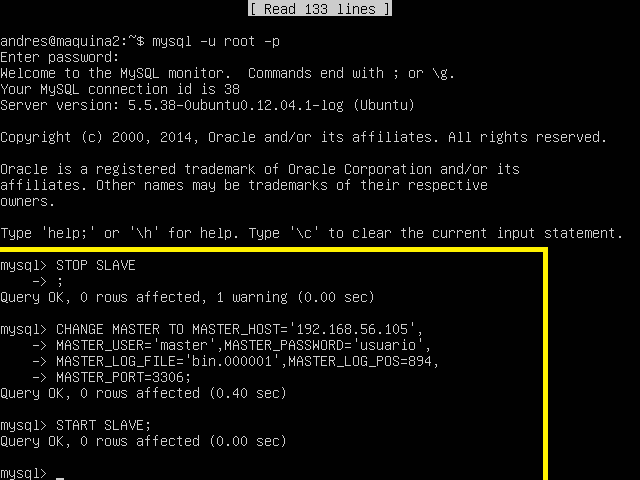 [ Read 133 lines ]
andres@maquina2:~$ mysql -u root -p
Enter password:
Welcome to the MySQL monitor.  Commands end with ; or \g.
Your MySQL connection id is 38
Server version: 5.5.38-0ubuntu0.12.04.1-log (Ubuntu)
Copyright (c) 2000, 2014, Oracle and/or its affiliates. All rights reserved.
Oracle is a registered trademark of Oracle Corporation and/or its
affiliates. Other names may be trademarks of their respective
owners.
Type 'help;' or '\h' for help. Type '\c' to clear the current input statement.
mysql> STOP SLAVE
    -> ;
Query OK, 0 rows affected, 1 warning (0.00 sec)
mysql> CHANGE MASTER TO MASTER_HOST='192.168.56.105',
    -> MASTER_USER='master',MASTER_PASSWORD='usuario',
    -> MASTER_LOG_FILE='bin.000001',MASTER_LOG_POS=894,
    -> MASTER_PORT=3306;
Query OK, 0 rows affected (0.40 sec)
mysql> START SLAVE;
Query OK, 0 rows affected (0.00 sec)
mysql> _